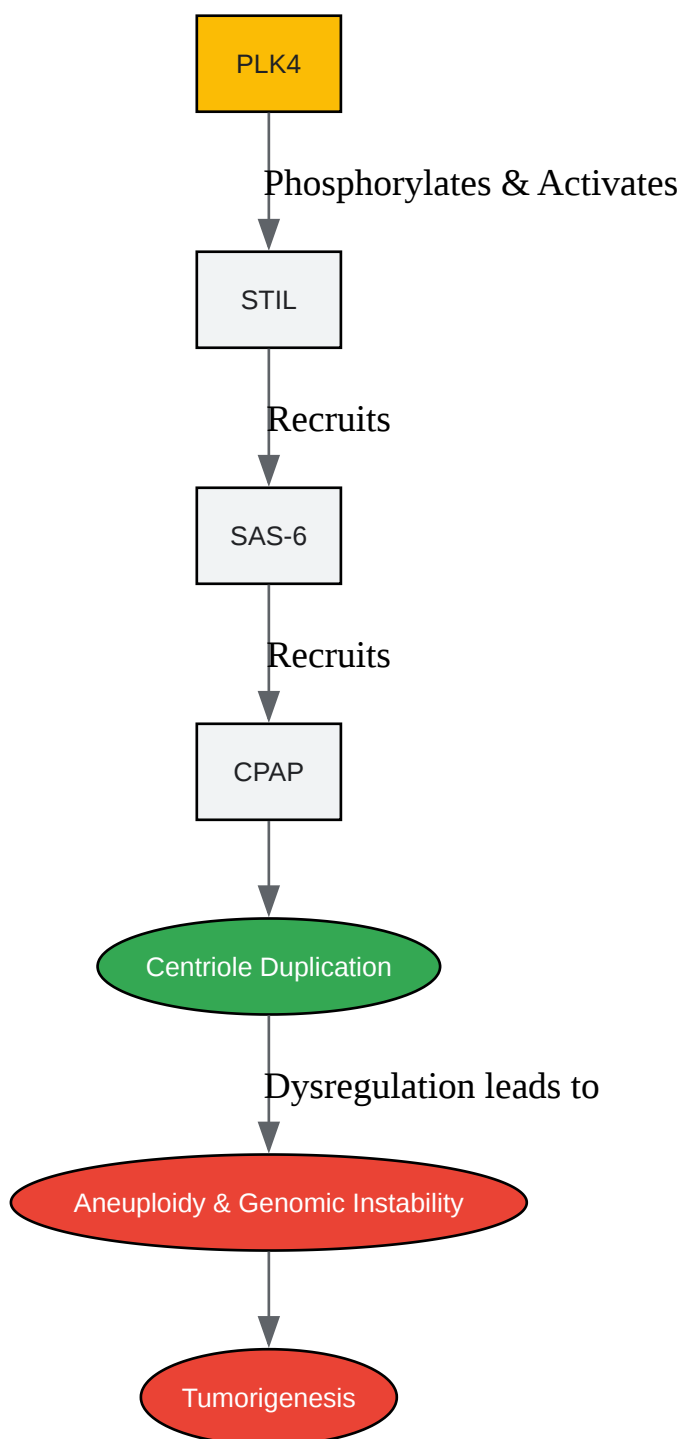 PLK4
Phosphorylates & Activates
STIL
Recruits
SAS-6
Recruits
CPAP
Centriole Duplication
Dysregulation leads to
Aneuploidy & Genomic Instability
Tumorigenesis